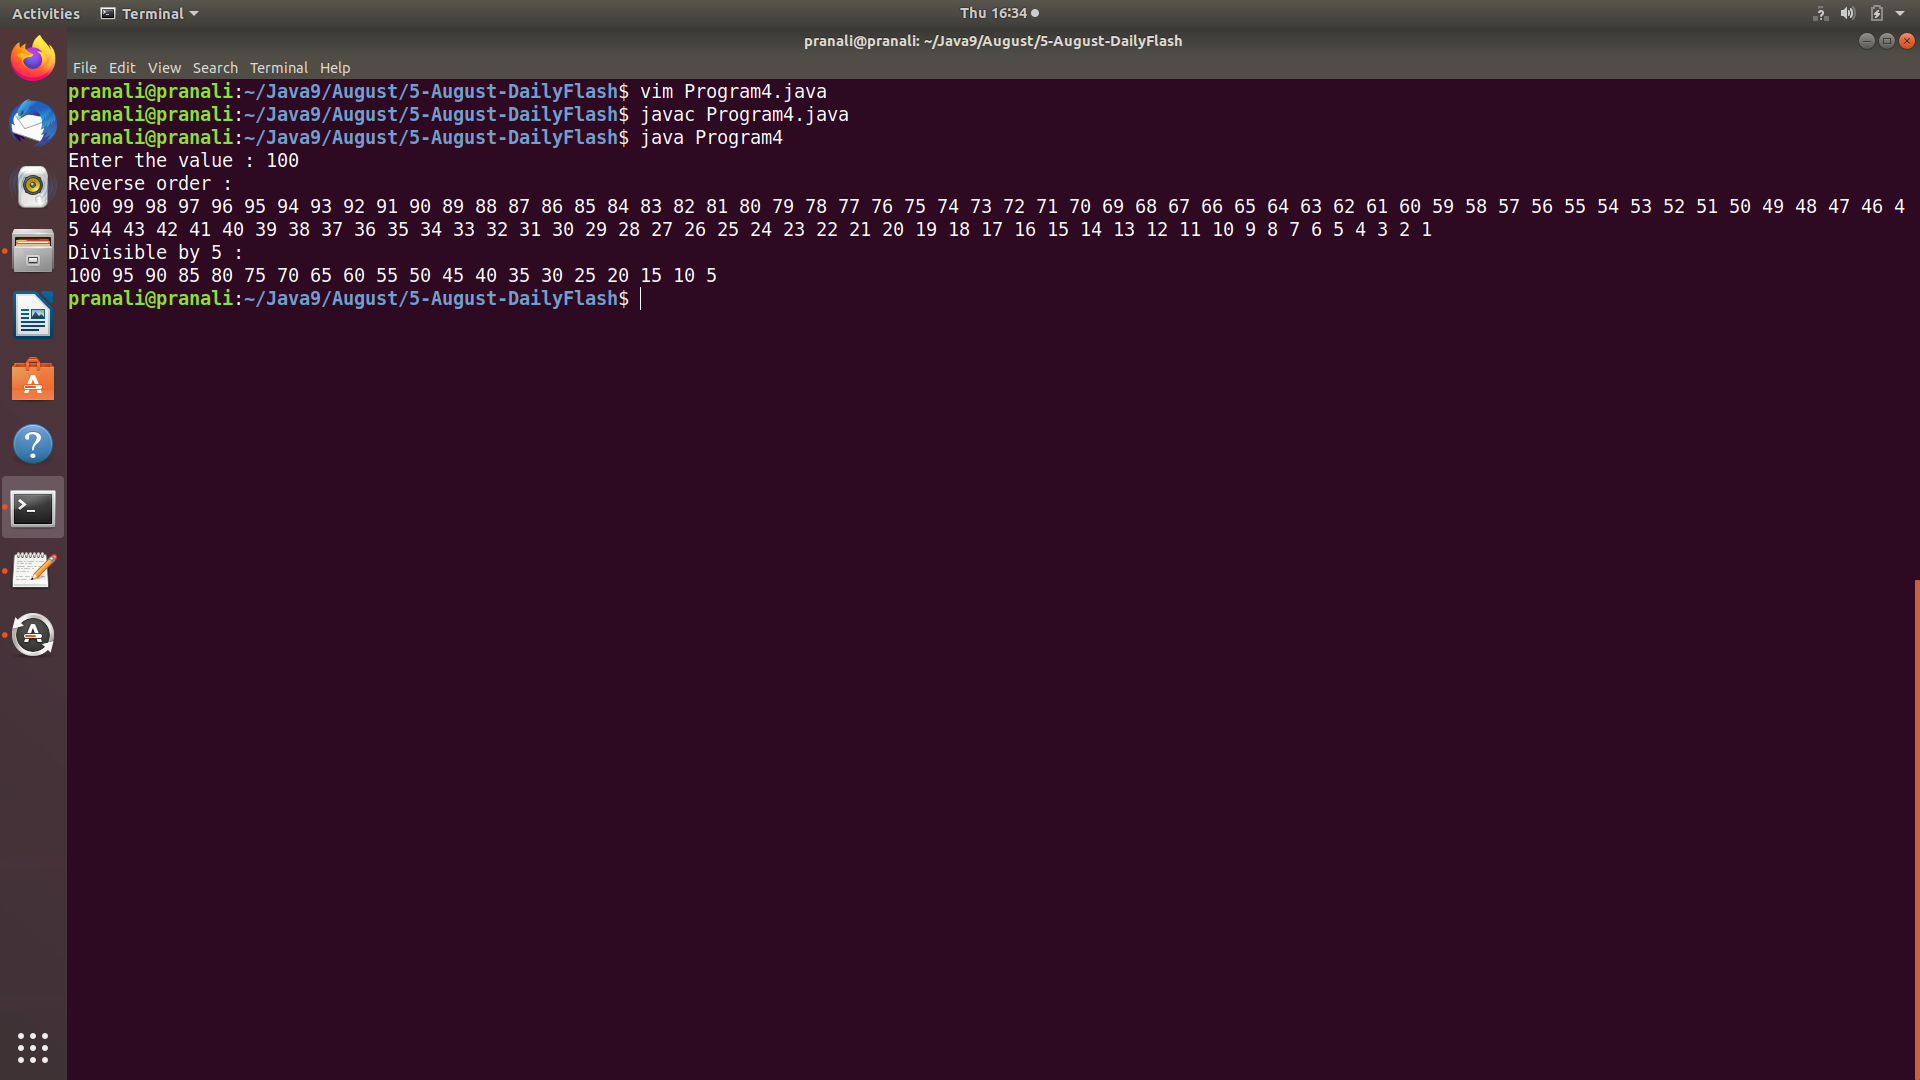 Activities Terminal Thu 16:34
pranali@pranali: ~/Java9/August/5-August-DailyFlash
File Edit View Search Terminal Help
pranali@pranali:~/Java9/August/5-August-DailyFlash$ vim Program4.java
pranali@pranali:~/Java9/August/5-August-DailyFlash$ javac Program4.java
pranali@pranali:~/Java9/August/5-August-DailyFlash$ java Program4
Enter the value : 100
Reverse order :
100 99 98 97 96 95 94 93 92 91 90 89 88 87 86 85 84 83 82 81 80 79 78 77 76 75 74 73 72 71 70 69 68 67 66 65 64 63 62 61 60 59 58 57 56 55 54 53 52 51 50 49 48 47 46 4
5 44 43 42 41 40 39 38 37 36 35 34 33 32 31 30 29 28 27 26 25 24 23 22 21 20 19 18 17 16 15 14 13 12 11 10 9 8 7 6 5 4 3 2 1
Divisible by 5 :
100 95 90 85 80 75 70 65 60 55 50 45 40 35 30 25 20 15 10 5
pranali@pranali:~/Java9/August/5-August-DailyFlash$